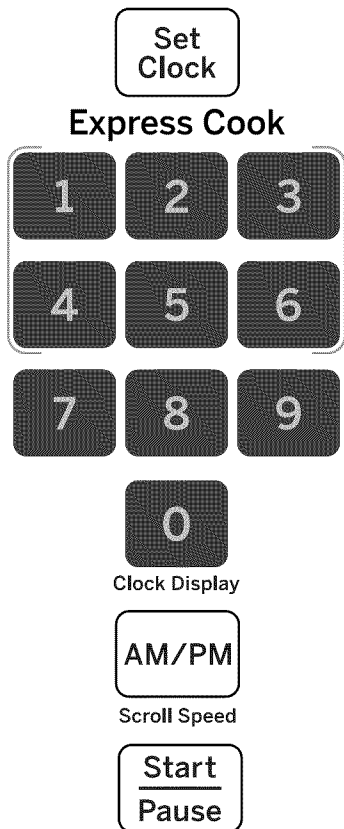 Set
Clock
Express Cook
1 2 3
4 5 6
7 8 9
0
Clock Display
AM/PM
Scroll Speed
Start
Pause